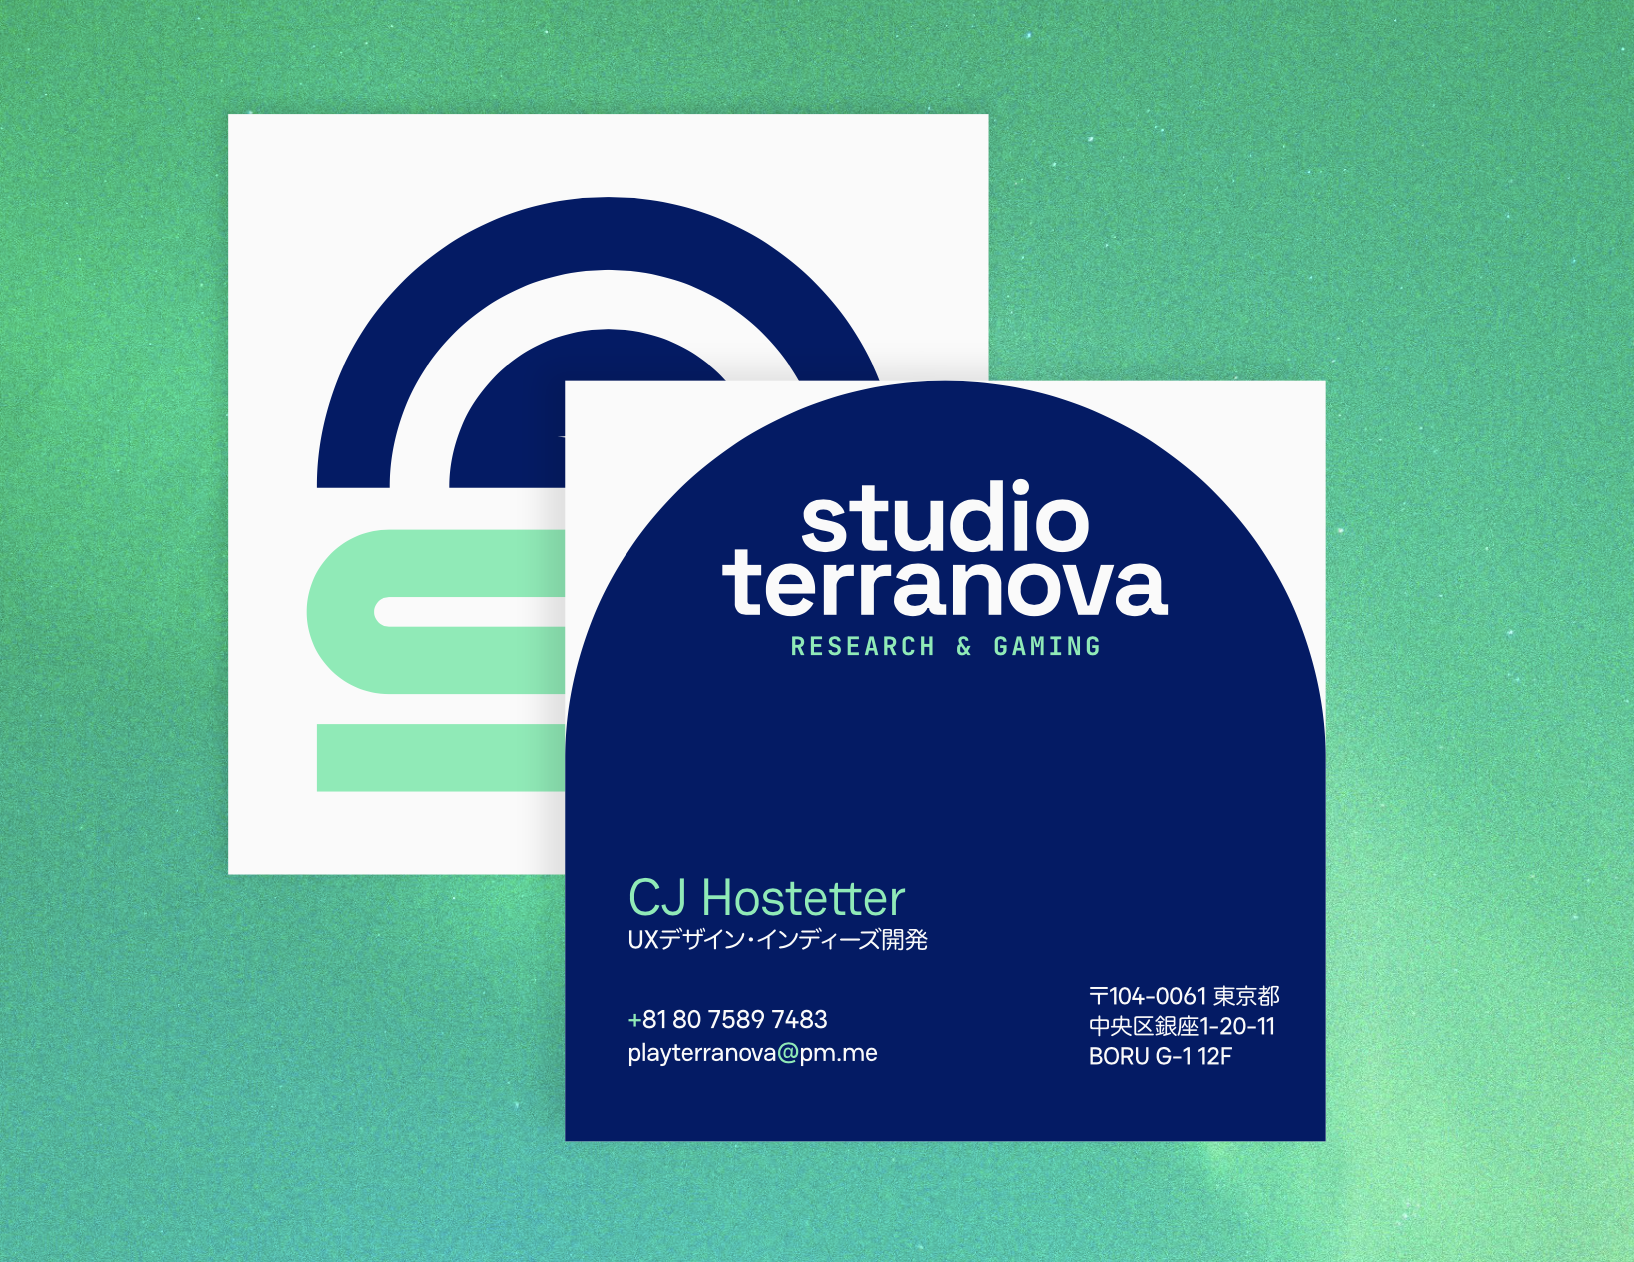 studio
terranova
RESEARCH & GAMING
CJ Hostetter
UXデザイン・インディーズ開発
+81 80 7589 7483
playterranova@pm.me
〒104-0061 東京都
中央区銀座1-20-11
BORU G-1 12F